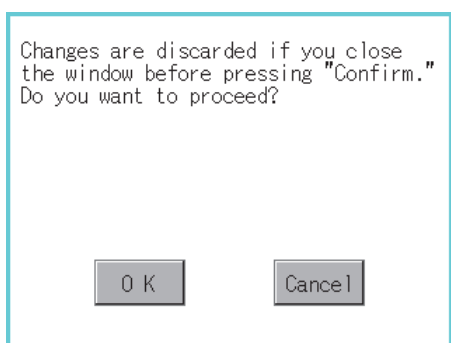 Changes are discarded if you close
the window before pressing "Confirm."
Do you want to proceed?
O K
Cancel